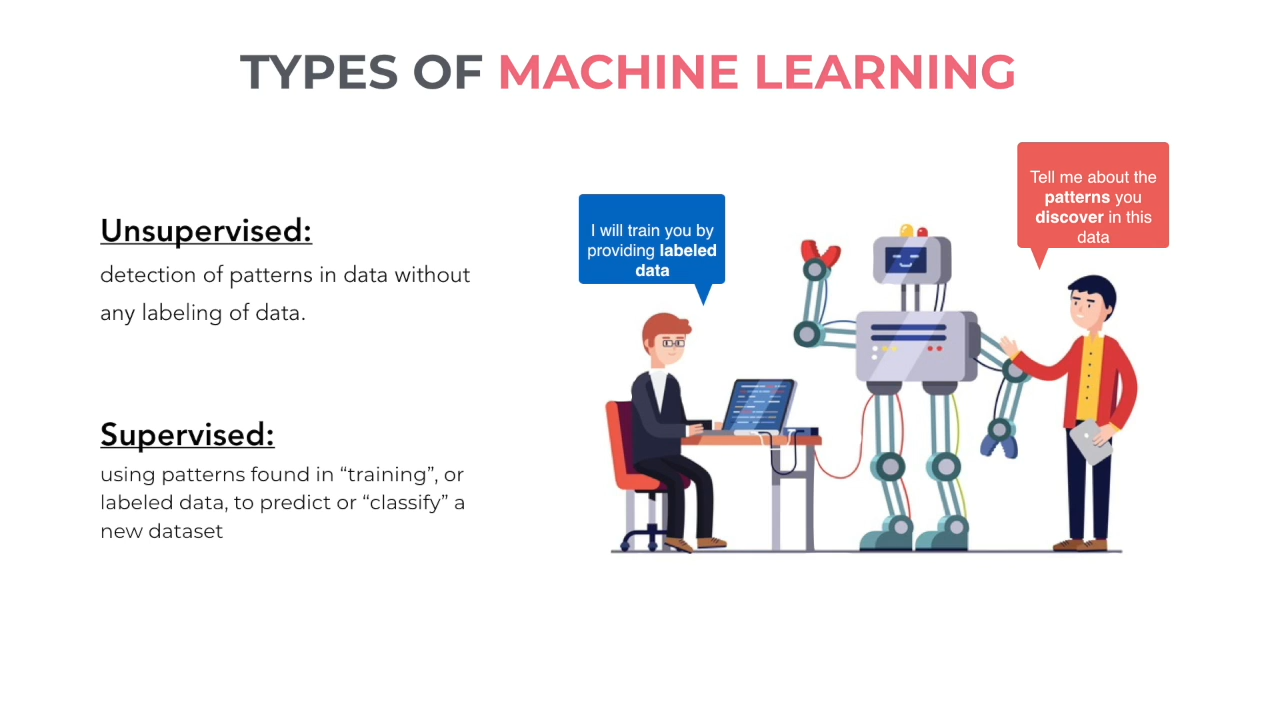 TYPES OF MACHINE LEARNING
Unsupervised:
detection of patterns in data without
any labeling of data.
Supervised:
using patterns found in “training”, or
labeled data, to predict or “classify” a
new dataset
I will train you by
providing labeled
data
Tell me about the
patterns you
discover in this
data